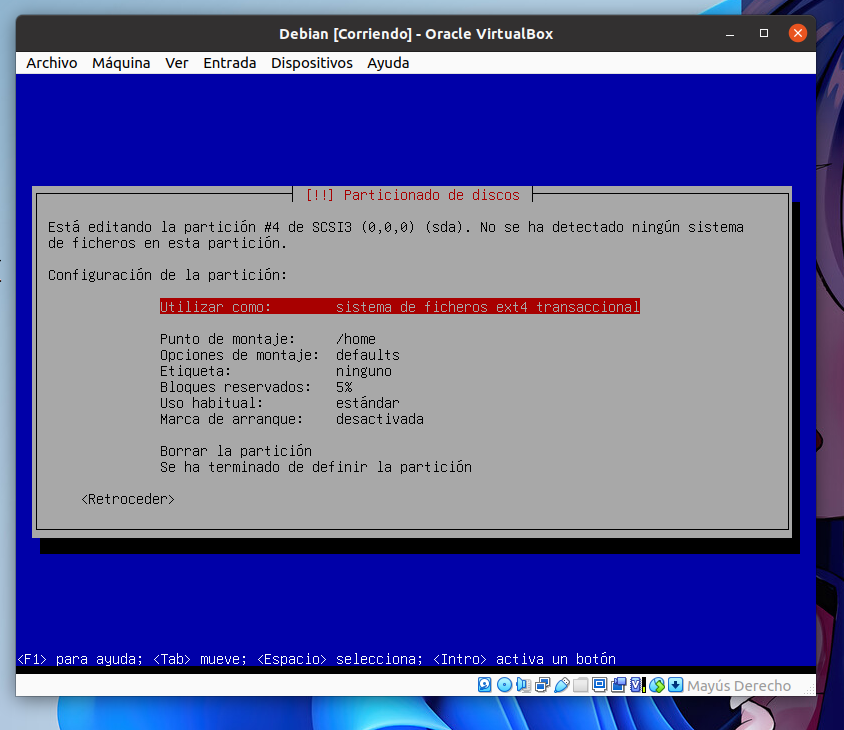 Debian [Corriendo] - Oracle VirtualBox
Archivo Máquina Ver Entrada Dispositivos Ayuda
[!!] Particionado de discos
Está editando la partición #4 de SCSI3 (0,0,0) (sda). No se ha detectado ningún sistema
de ficheros en esta partición.
Configuración de la partición:
Utilizar como: sistema de ficheros ext4 transaccional
Punto de montaje: /home
Opciones de montaje: defaults
Etiqueta: ninguno
Bloques reservados: 5%
Uso habitual: estándar
Marca de arranque: desactivada
Borrar la partición
Se ha terminado de definir la partición
<Retroceder>
<F1> para ayuda; <Tab> mueve; <Espacio> selecciona; <Intro> activa un botón
Mayús Derecho